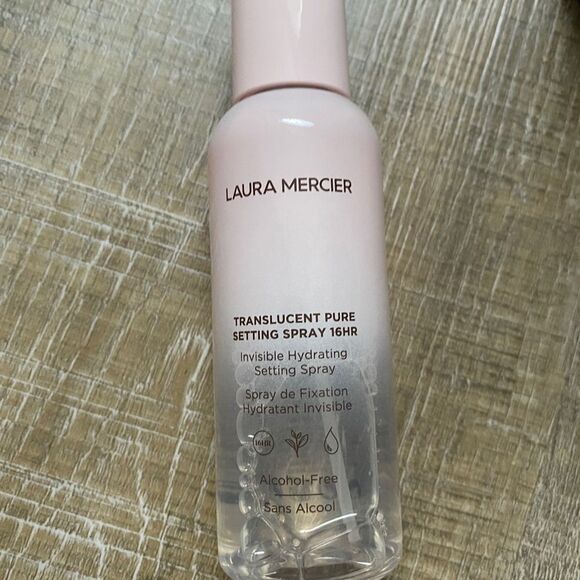 LAURA MERCIER
TRANSLUCENT PURE
SETTING SPRAY 16HR
Invisible Hydrating
Setting Spray
Spray de Fixation
Hydratant Invisible
16HR
Alcohol-Free
Sans Alcool